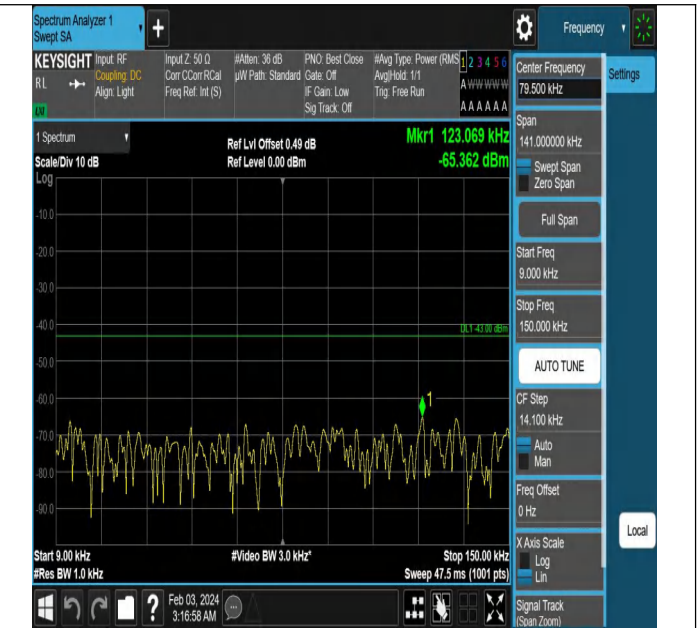 Spectrum Analyzer 1
Swept SA
+
Frequency
KEYSIGHT
RL
Input: RF
Coupling: DC
Align: Light
Input Z: 50 Ω
Corr CCorr RCal
Freq Ref: Int (S)
#Atten: 36 dB
µW Path: Standard
PNO: Best Close
Gate: Off
IF Gain: Low
Sig Track: Off
#Avg Type: Power (RMS
Avg|Hold: 1/1
Trig: Free Run
1 2 3 4 5 6
A W W W W W
A A A A A A
1 Spectrum
Scale/Div 10 dB
Ref Lvl Offset 0.49 dB
Ref Level 0.00 dBm
Mkr1 123.069 kHz
-65.362 dBm
Log
-10.0
-20.0
-30.0
-40.0
DL1 -43.00 dBm
-50.0
-60.0
1
-70.0
-80.0
-90.0
Start 9.00 kHz
#Res BW 1.0 kHz
#Video BW 3.0 kHz*
Stop 150.00 kHz
Sweep 47.5 ms (1001 pts)
Feb 03, 2024
3:16:58 AM
Center Frequency
79.500 kHz
Settings
Span
141.000000 kHz
Swept Span
Zero Span
Full Span
Start Freq
9.000 kHz
Stop Freq
150.000 kHz
AUTO TUNE
CF Step
14.100 kHz
Auto
Man
Freq Offset
0 Hz
X Axis Scale
Log
Lin
Local
Signal Track
(Span Zoom)